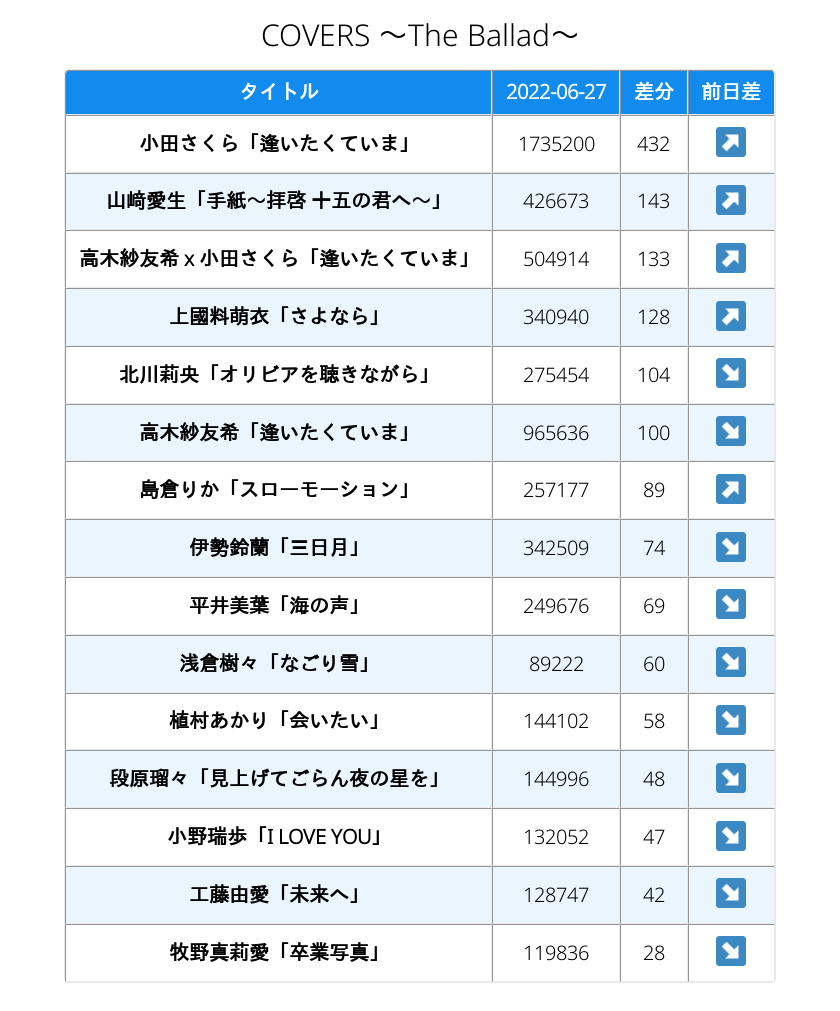 COVERS ～The Ballad～
タイトル 2022-06-27 差分 前日差
小田さくら「逢いたくていま」 1735200 432 ↗
山﨑愛生「手紙～拝啓 十五の君へ～」 426673 143 ↗
高木紗友希 x 小田さくら「逢いたくていま」 504914 133 ↗
上國料萌衣「さよなら」 340940 128 ↗
北川莉央「オリビアを聴きながら」 275454 104 ↘
高木紗友希「逢いたくていま」 965636 100 ↘
島倉りか「スローモーション」 257177 89 ↗
伊勢鈴蘭「三日月」 342509 74 ↘
平井美葉「海の声」 249676 69 ↘
浅倉樹々「なごり雪」 89222 60 ↘
植村あかり「会いたい」 144102 58 ↘
段原瑠々「見上げてごらん夜の星を」 144996 48 ↘
小野瑞歩「I LOVE YOU」 132052 47 ↘
工藤由愛「未来へ」 128747 42 ↘
牧野真莉愛「卒業写真」 119836 28 ↘